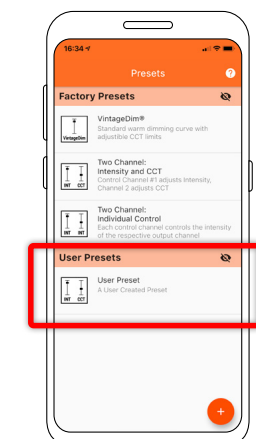 16:34
Presets
?
Factory Presets
VintageDim®
Standard warm dimming curve with
adjustible CCT limits
VintageDim
Two Channel:
Intensity and CCT
Control Channel #1 adjusts Intensity,
Channel 2 adjusts CCT
INT CCT
Two Channel:
Individual Control
Each control channel controls the intensity
of the respective output channel
INT INT
User Presets
User Preset
A User Created Preset
INT CCT
+